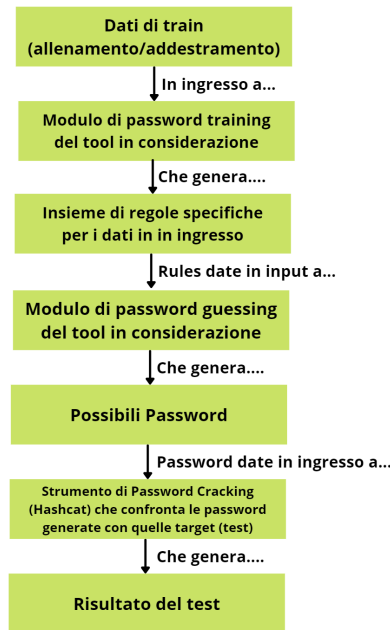 Dati di train
(allenamento/addestramento)
In ingresso a...
Modulo di password training
del tool in considerazione
Che genera....
Insieme di regole specifiche
per i dati in in ingresso
Rules date in input a...
Modulo di password guessing
del tool in considerazione
Che genera....
Possibili Password
Password date in ingresso a...
Strumento di Password Cracking
(Hashcat) che confronta le password
generate con quelle target (test)
Che genera....
Risultato del test